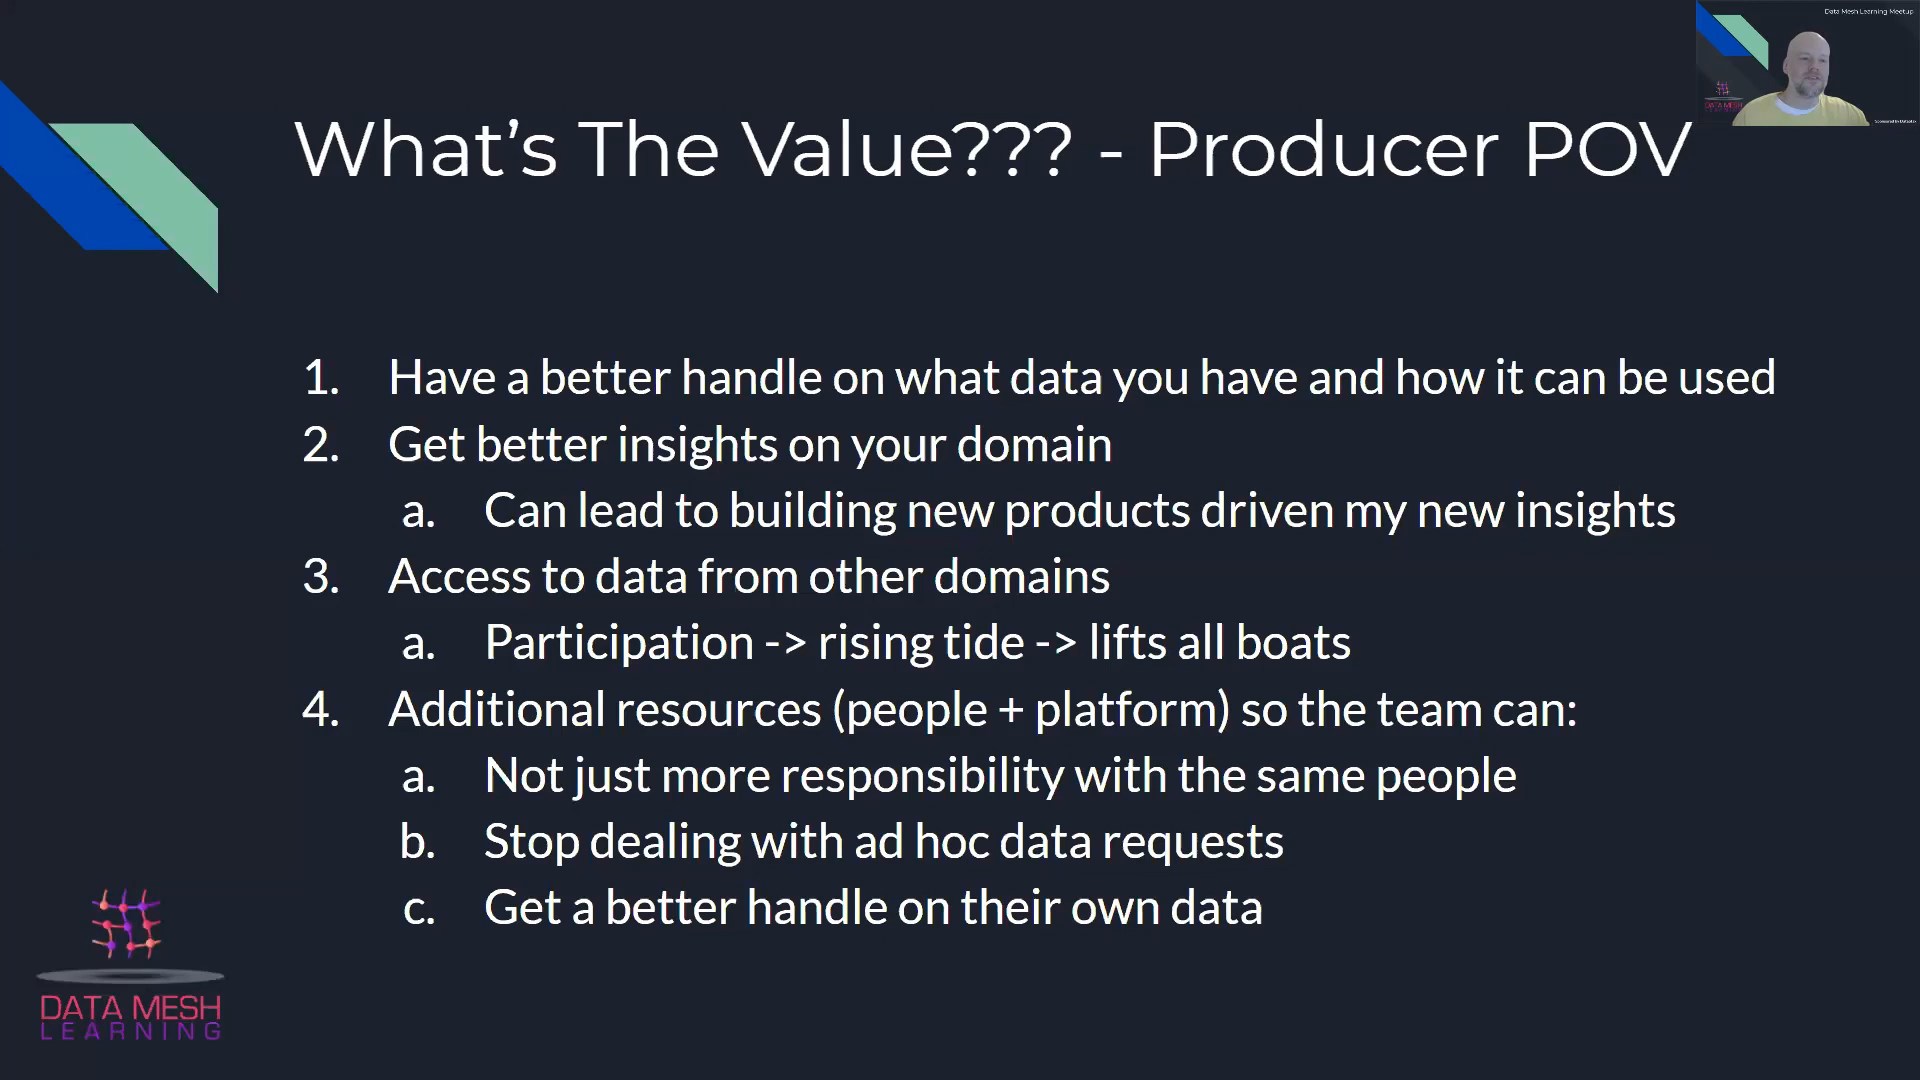 Data Mesh Learning Meetup
What's The Value??? - Producer POV
1. Have a better handle on what data you have and how it can be used
2. Get better insights on your domain
a. Can lead to building new products driven my new insights
3. Access to data from other domains
a. Participation -> rising tide -> lifts all boats
4. Additional resources (people + platform) so the team can:
a. Not just more responsibility with the same people
b. Stop dealing with ad hoc data requests
c. Get a better handle on their own data
DATA MESH
LEARNING